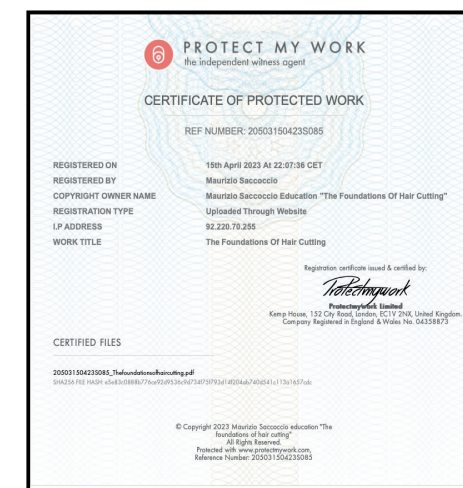 PROTECT MY WORK
the independent witness agent
CERTIFICATE OF PROTECTED WORK
REF NUMBER: 20503150423S085
REGISTERED ON 15th April 2023 At 22:07:36 CET
REGISTERED BY Maurizio Saccoccio
COPYRIGHT OWNER NAME Maurizio Saccoccio Education "The Foundations Of Hair Cutting"
REGISTRATION TYPE Uploaded Through Website
I.P ADDRESS 92.220.70.255
WORK TITLE The Foundations Of Hair Cutting
Registration certificate issued & certified by:
Protectmywork
Protectmywork Limited
Kemp House, 152 City Road, London, EC1V 2NX, United Kingdom.
Company Registered in England & Wales No. 04358873
CERTIFIED FILES
20503150423S085_Thefoundationsofhaircutting.pdf
SHA256 FILE HASH:
© Copyright 2023 Maurizio Saccoccio education "The
foundations of hair cutting"
All Rights Reserved.
Protected with www.protectmywork.com,
Reference Number: 20503150423S085